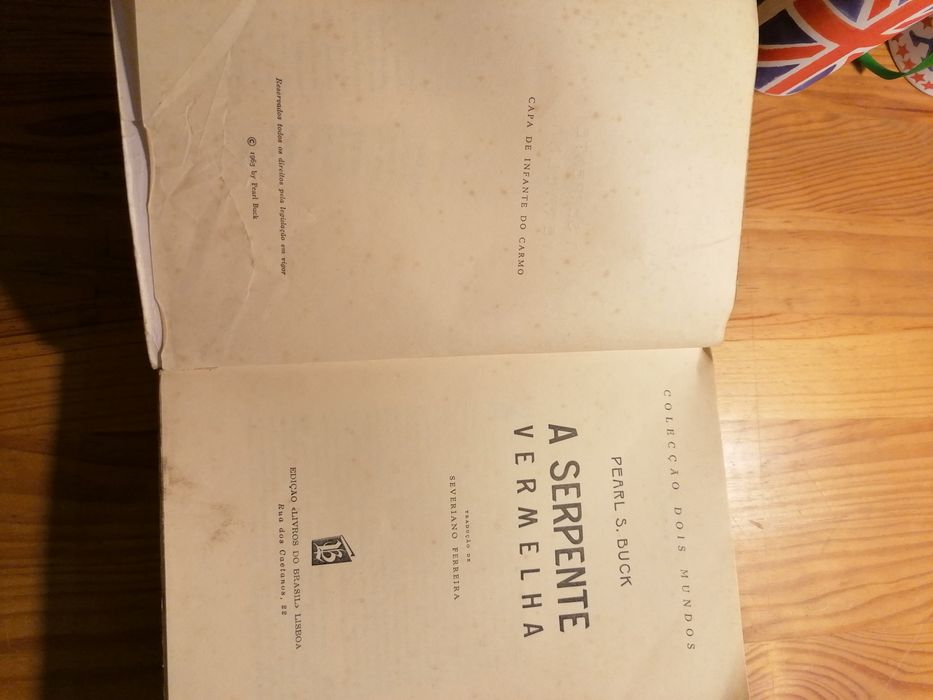 CAPA DE INFANTE DO CARMO
Reservados todos os direitos pela legislação em vigor
© 1963 by Pearl Buck
COLECÇÃO DOIS MUNDOS
PEARL S. BUCK
A SERPENTE
VERMELHA
TRADUÇÃO DE
SEVERIANO FERREIRA
EDIÇÃO «LIVROS DO BRASIL» LISBOA
Rua dos Caetanos, 22